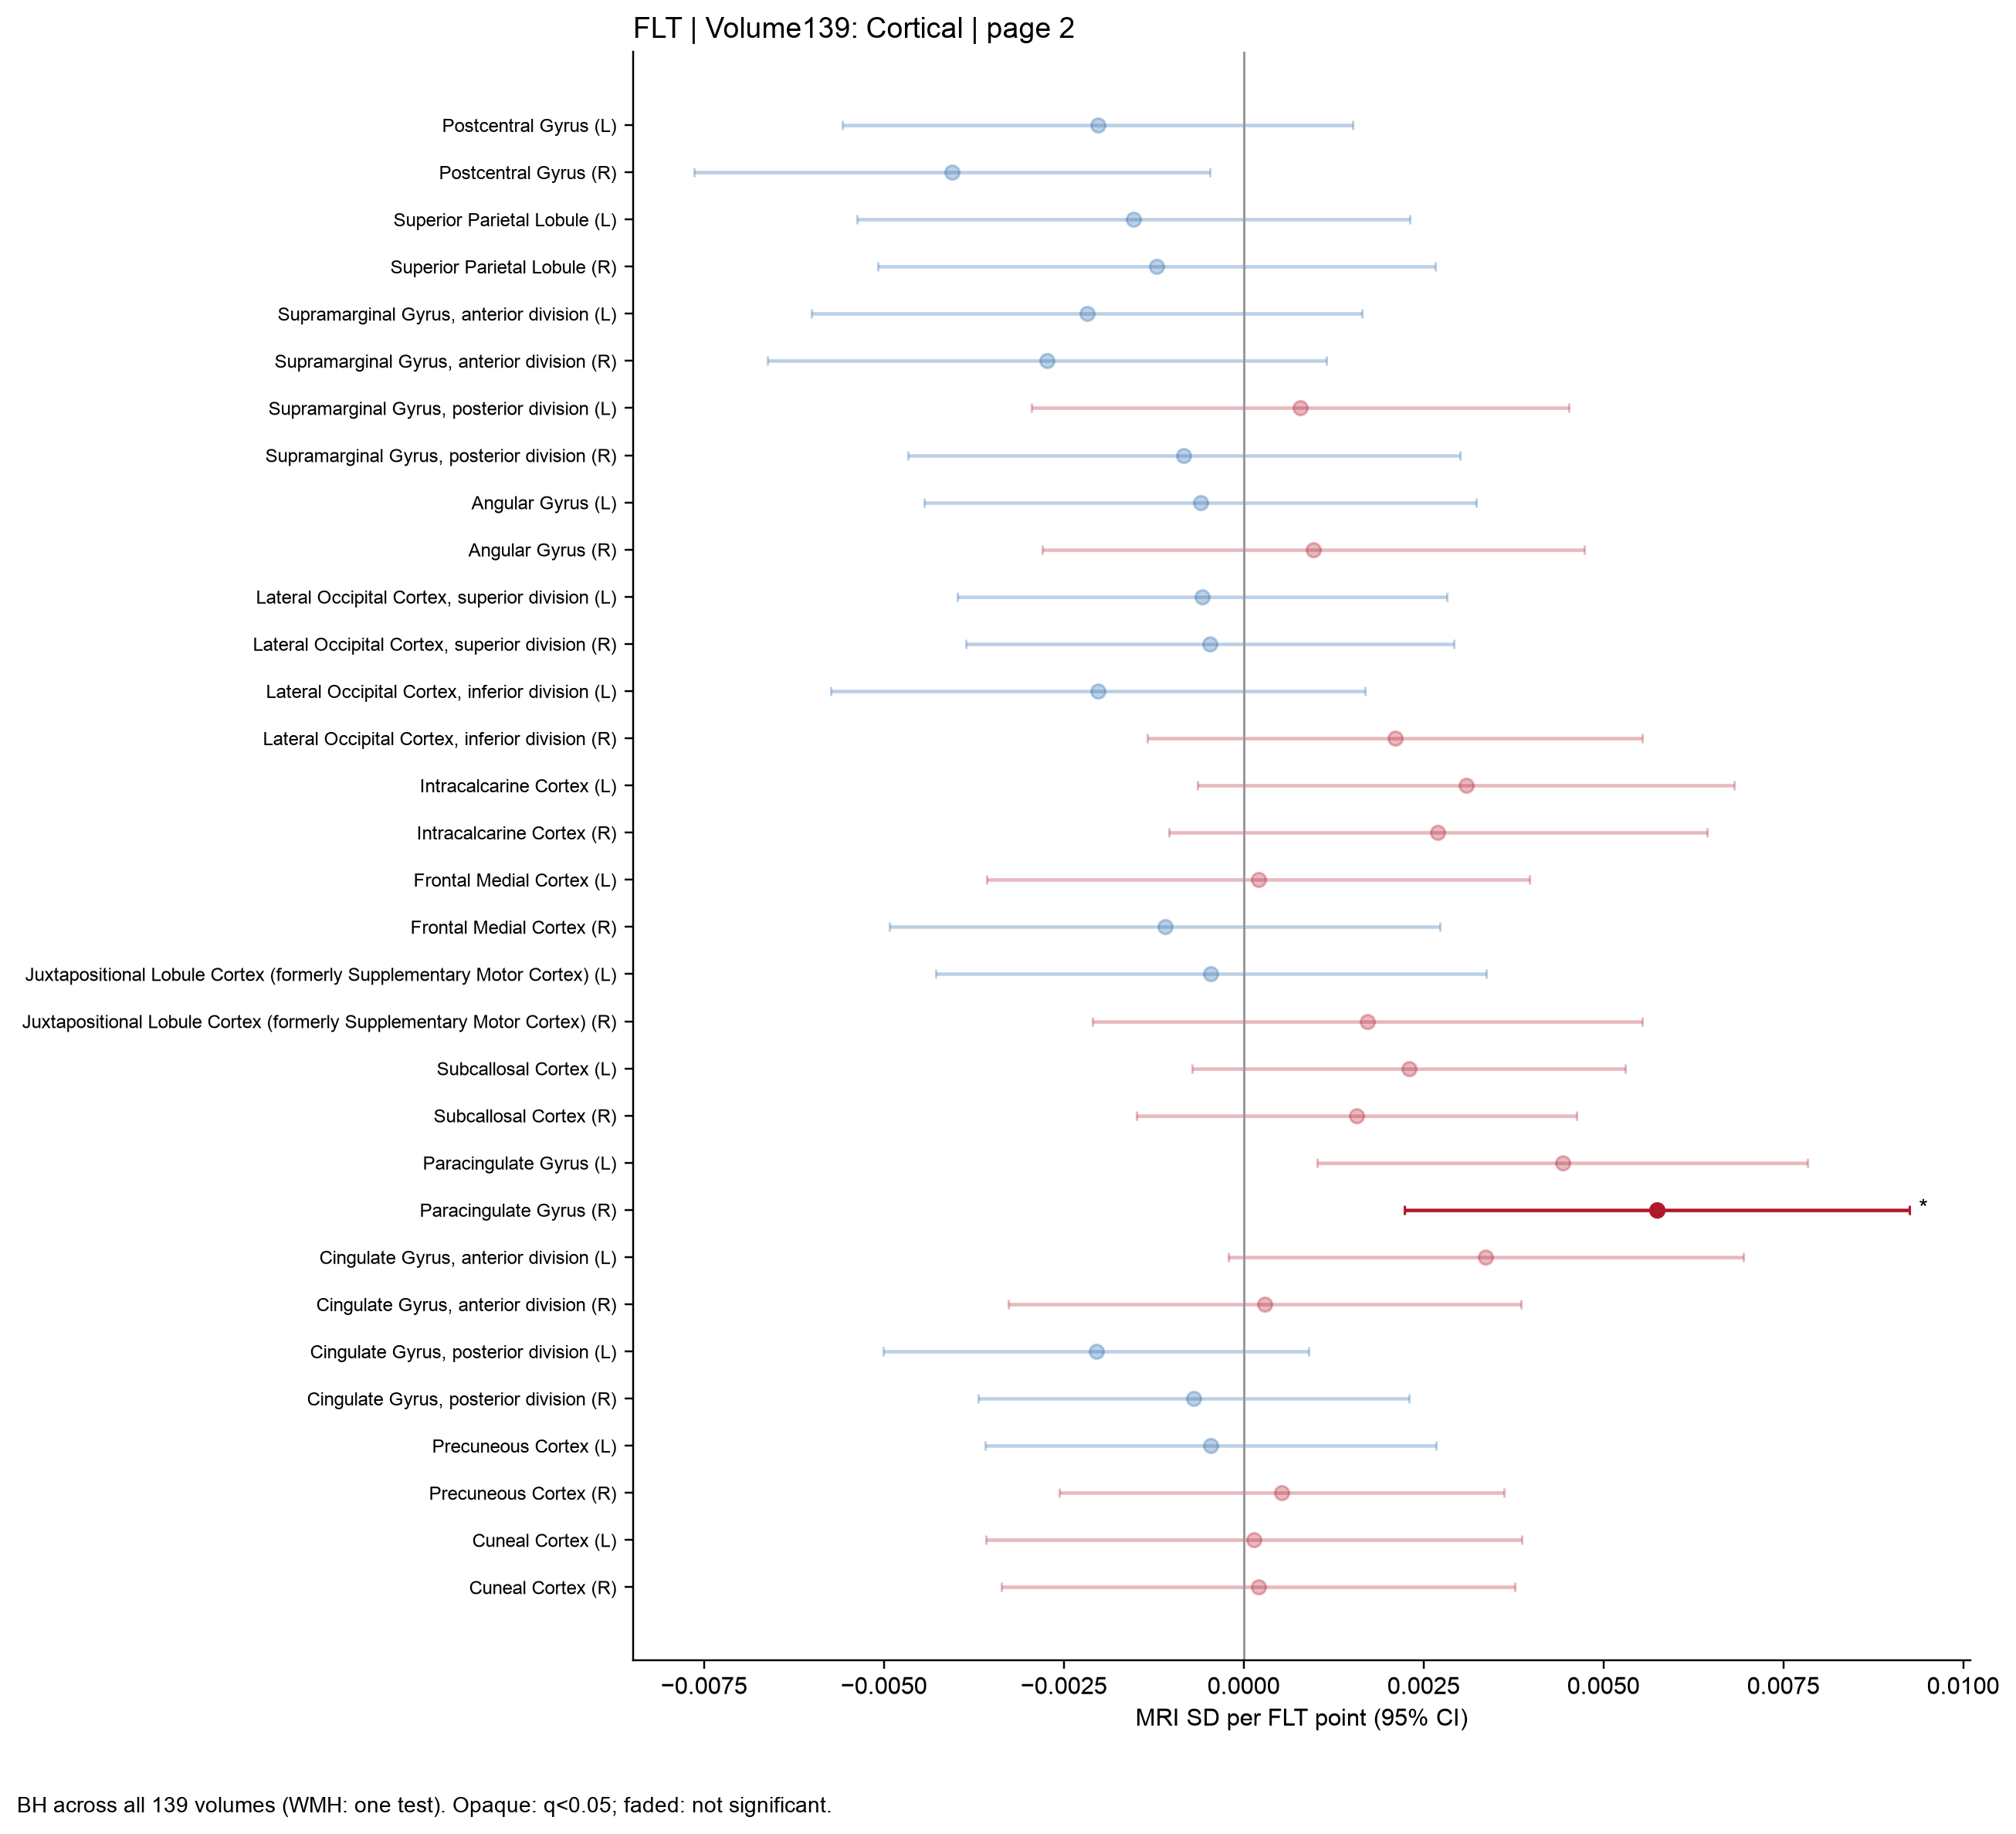 FLT | Volume139: Cortical | page 2
Postcentral Gyrus (L)
Postcentral Gyrus (R)
Superior Parietal Lobule (L)
Superior Parietal Lobule (R)
Supramarginal Gyrus, anterior division (L)
Supramarginal Gyrus, anterior division (R)
Supramarginal Gyrus, posterior division (L)
Supramarginal Gyrus, posterior division (R)
Angular Gyrus (L)
Angular Gyrus (R)
Lateral Occipital Cortex, superior division (L)
Lateral Occipital Cortex, superior division (R)
Lateral Occipital Cortex, inferior division (L)
Lateral Occipital Cortex, inferior division (R)
Intracalcarine Cortex (L)
Intracalcarine Cortex (R)
Frontal Medial Cortex (L)
Frontal Medial Cortex (R)
Juxtapositional Lobule Cortex (formerly Supplementary Motor Cortex) (L)
Juxtapositional Lobule Cortex (formerly Supplementary Motor Cortex) (R)
Subcallosal Cortex (L)
Subcallosal Cortex (R)
Paracingulate Gyrus (L)
Paracingulate Gyrus (R) *
Cingulate Gyrus, anterior division (L)
Cingulate Gyrus, anterior division (R)
Cingulate Gyrus, posterior division (L)
Cingulate Gyrus, posterior division (R)
Precuneous Cortex (L)
Precuneous Cortex (R)
Cuneal Cortex (L)
Cuneal Cortex (R)
−0.0075 −0.0050 −0.0025 0.0000 0.0025 0.0050 0.0075 0.0100
MRI SD per FLT point (95% CI)
BH across all 139 volumes (WMH: one test). Opaque: q<0.05; faded: not significant.